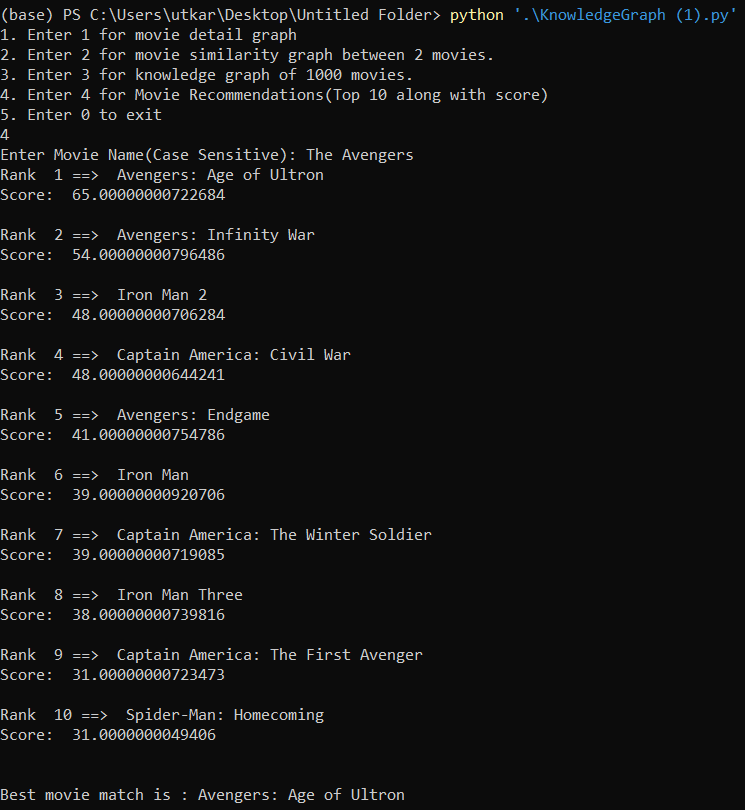 (base) PS C:\Users\utkar\Desktop\Untitled Folder> python '.\KnowledgeGraph (1).py'
1. Enter 1 for movie detail graph
2. Enter 2 for movie similarity graph between 2 movies.
3. Enter 3 for knowledge graph of 1000 movies.
4. Enter 4 for Movie Recommendations(Top 10 along with score)
5. Enter 0 to exit
4
Enter Movie Name(Case Sensitive): The Avengers
Rank  1 ==>  Avengers: Age of Ultron
Score:  65.00000000722684
Rank  2 ==>  Avengers: Infinity War
Score:  54.00000000796486
Rank  3 ==>  Iron Man 2
Score:  48.00000000706284
Rank  4 ==>  Captain America: Civil War
Score:  48.00000000644241
Rank  5 ==>  Avengers: Endgame
Score:  41.00000000754786
Rank  6 ==>  Iron Man
Score:  39.00000000920706
Rank  7 ==>  Captain America: The Winter Soldier
Score:  39.00000000719085
Rank  8 ==>  Iron Man Three
Score:  38.00000000739816
Rank  9 ==>  Captain America: The First Avenger
Score:  31.00000000723473
Rank  10 ==>  Spider-Man: Homecoming
Score:  31.0000000049406
Best movie match is : Avengers: Age of Ultron